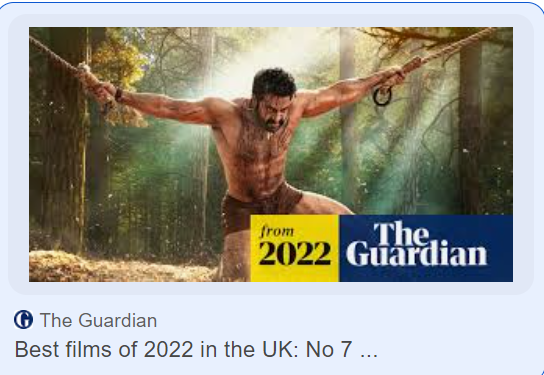 from
2022
The
Guardian
The Guardian
Best films of 2022 in the UK: No 7 ...